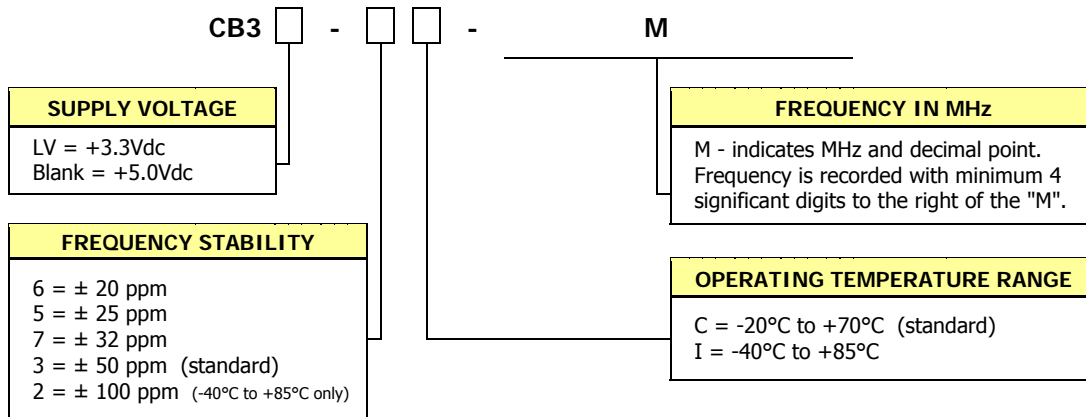 CB3 - - M
SUPPLY VOLTAGE
LV = +3.3Vdc
Blank = +5.0Vdc
FREQUENCY IN MHz
M - indicates MHz and decimal point.
Frequency is recorded with minimum 4
significant digits to the right of the "M".
FREQUENCY STABILITY
6 = ± 20 ppm
5 = ± 25 ppm
7 = ± 32 ppm
3 = ± 50 ppm (standard)
2 = ± 100 ppm (-40°C to +85°C only)
OPERATING TEMPERATURE RANGE
C = -20°C to +70°C (standard)
I = -40°C to +85°C